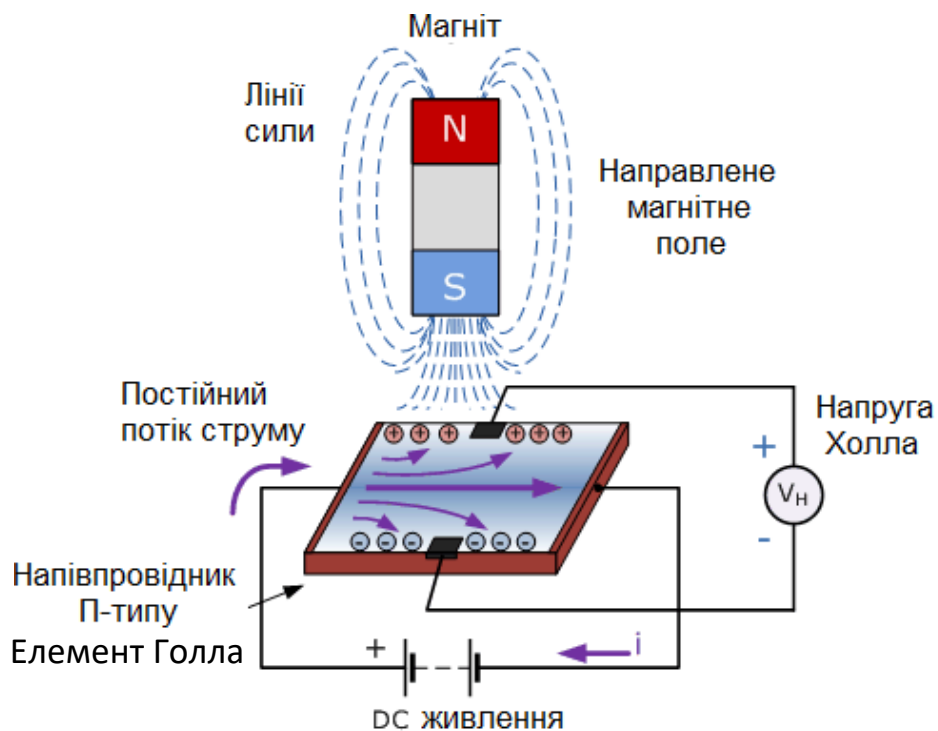 Магніт
Лінії
сили
N
Направлене
магнітне
поле
S
Постійний
потік струму
Напруга
Холла
+ + + + + +
+
VH
-
- - - - - -
Напівпровідник
П-типу
Елемент Голла
+
i
DC живлення